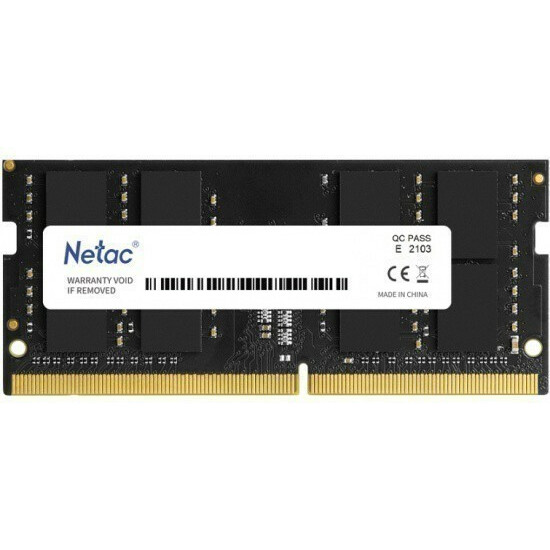 Netac®
WARRANTY VOID
IF REMOVED
QC PASS
E 2103
CE
MADE IN CHINA